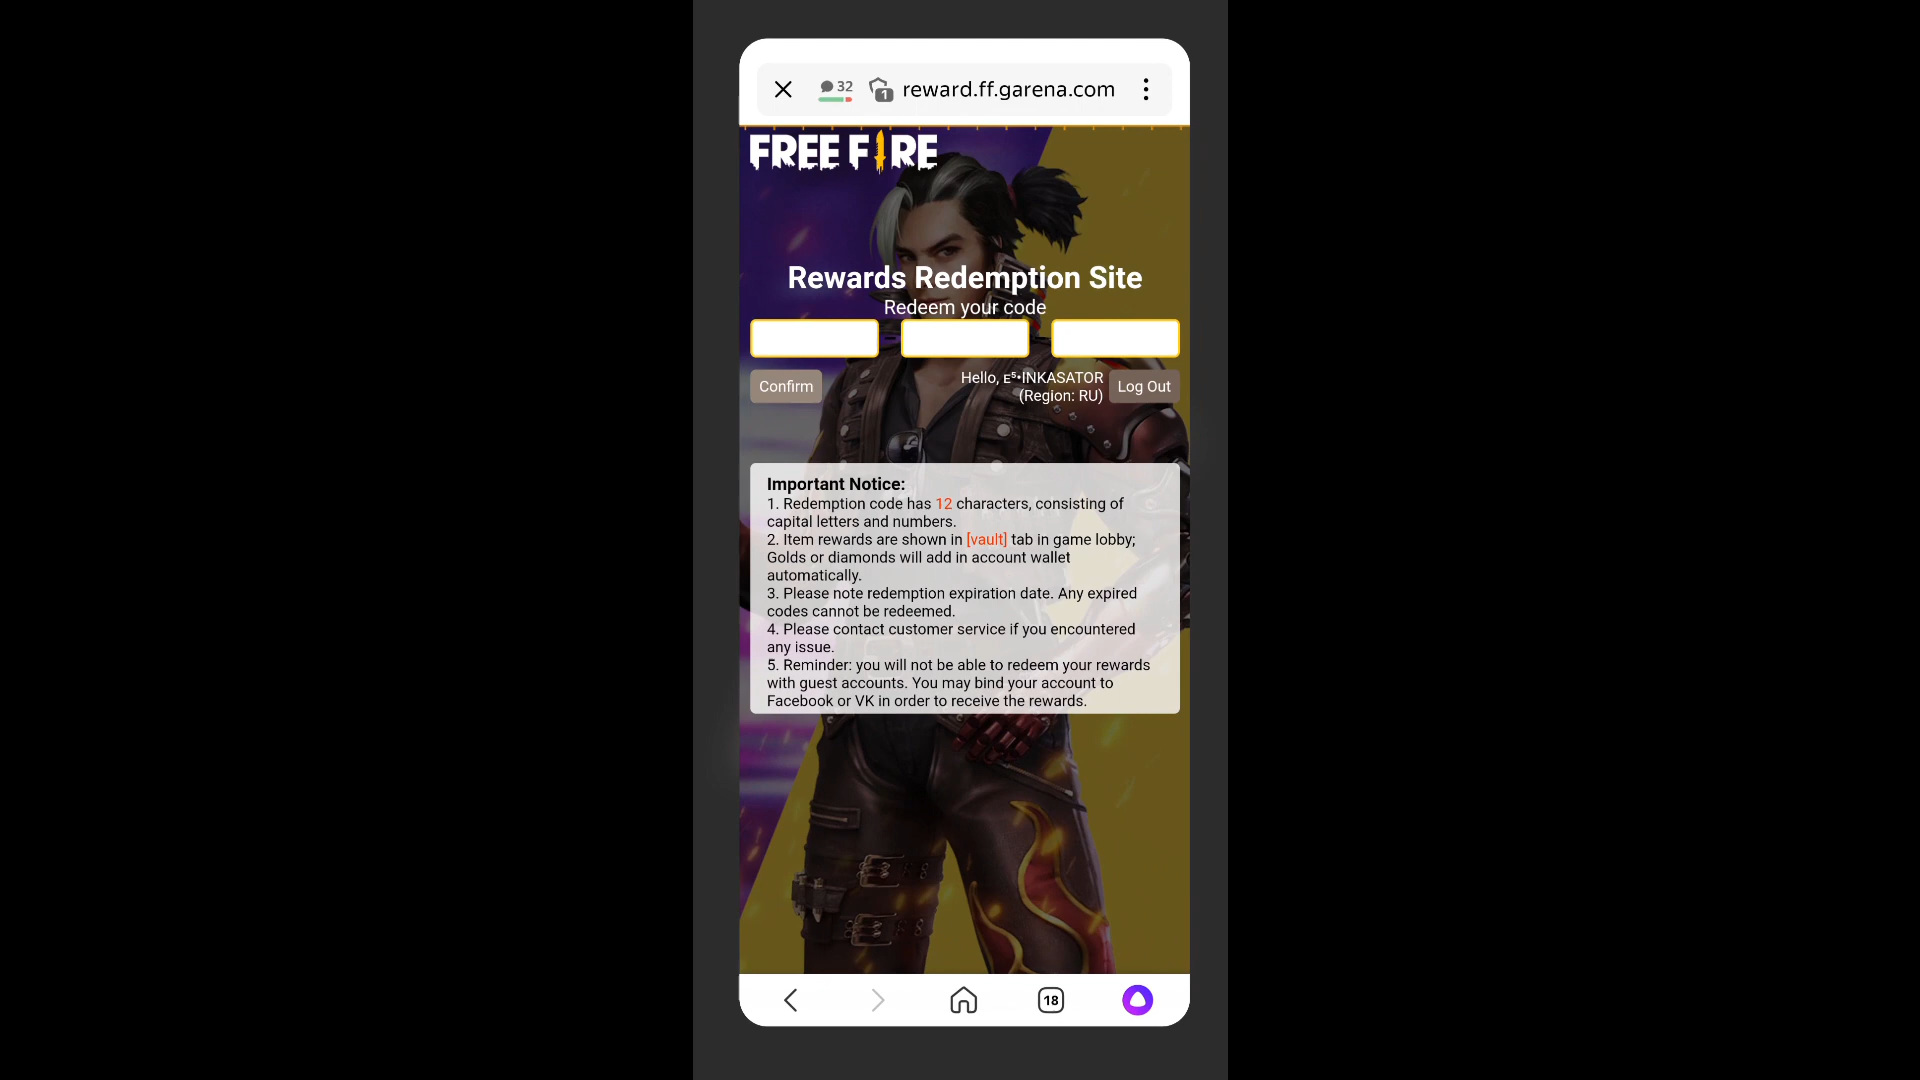 32
1
reward.ff.garena.com
FREE FIRE
Rewards Redemption Site
Redeem your code
Confirm
Hello, ᴇ⁵•INKASATOR
(Region: RU)
Log Out
Important Notice:
1. Redemption code has 12 characters, consisting of
capital letters and numbers.
2. Item rewards are shown in [vault] tab in game lobby;
Golds or diamonds will add in account wallet
automatically.
3. Please note redemption expiration date. Any expired
codes cannot be redeemed.
4. Please contact customer service if you encountered
any issue.
5. Reminder: you will not be able to redeem your rewards
with guest accounts. You may bind your account to
Facebook or VK in order to receive the rewards.
18